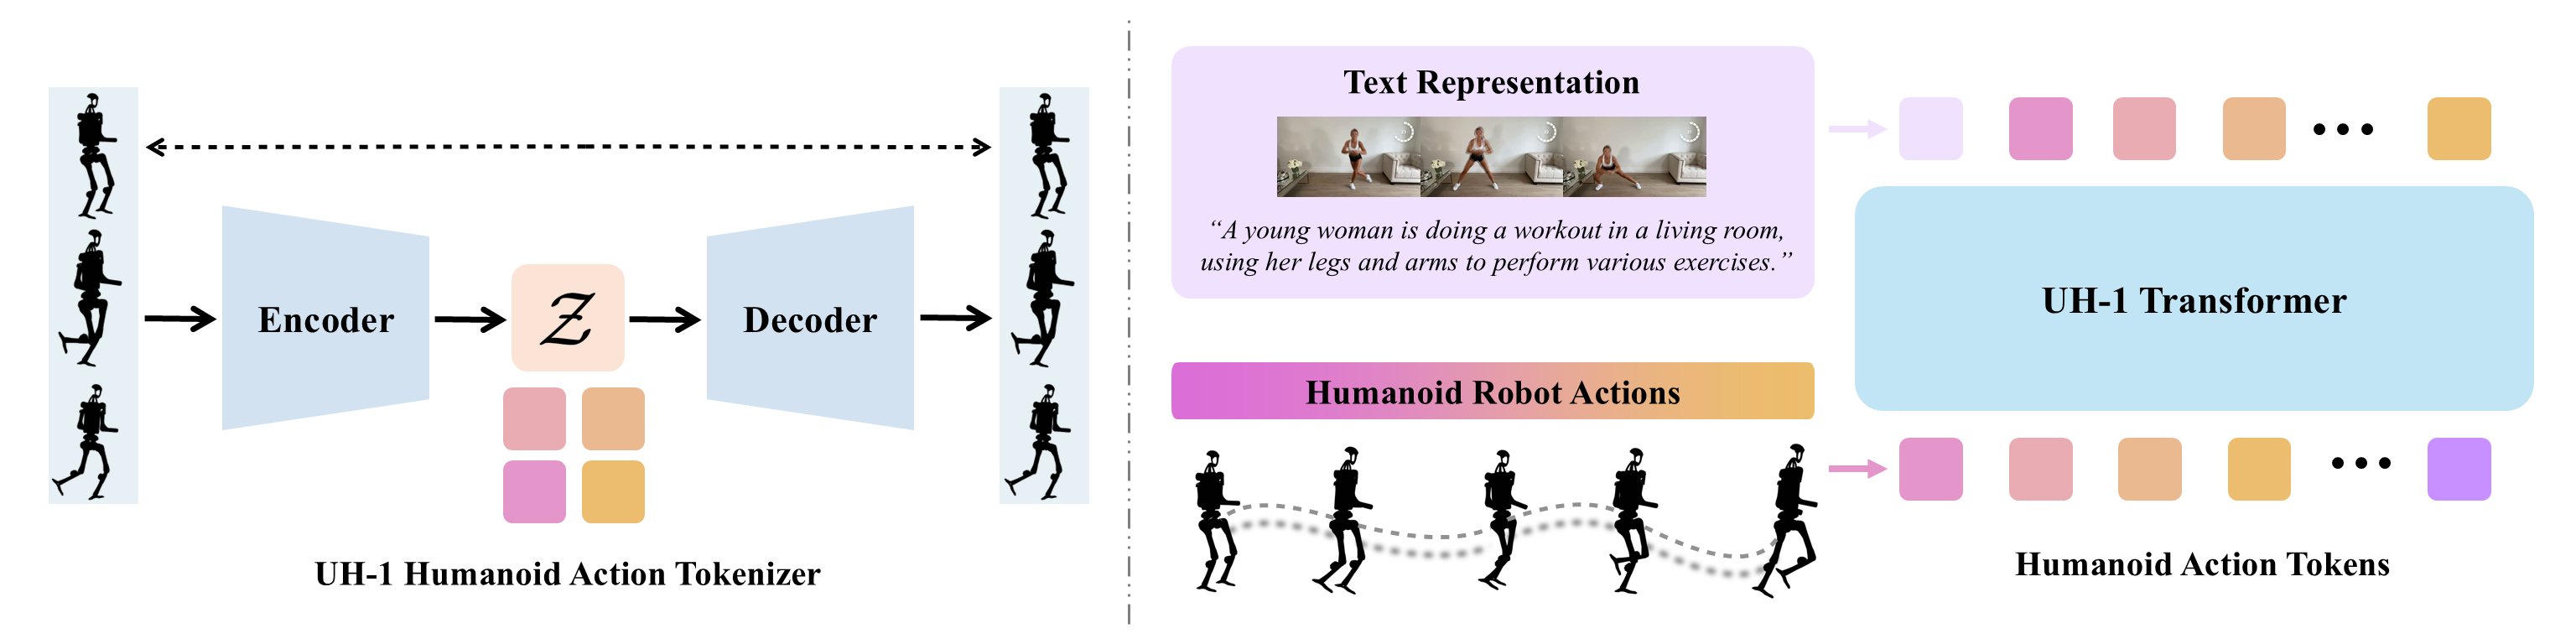 Encoder
𝒵
Decoder
UH-1 Humanoid Action Tokenizer
Text Representation
“A young woman is doing a workout in a living room,
using her legs and arms to perform various exercises.”
Humanoid Robot Actions
UH-1 Transformer
Humanoid Action Tokens